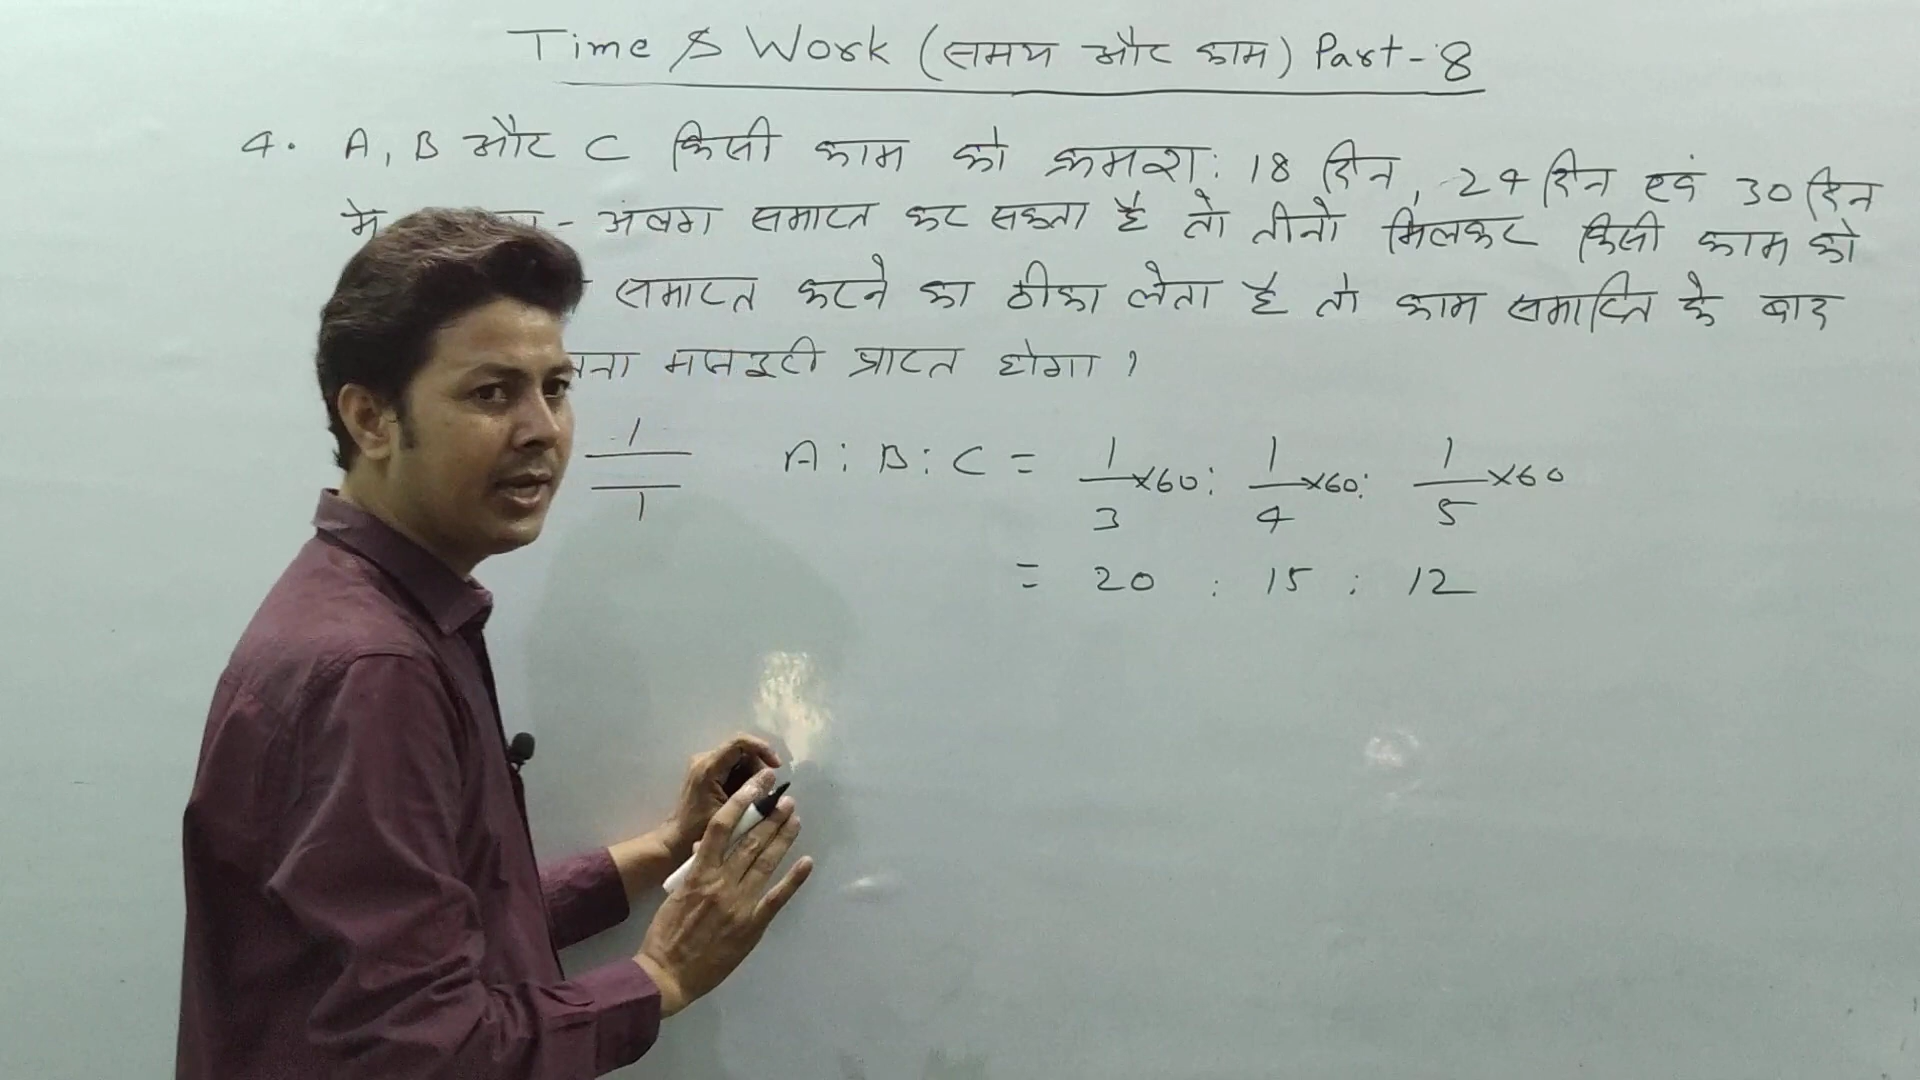 Time & Work (समय और काम) Part-8
4. A, B और C किसी काम को क्रमशः 18 दिन, 24 दिन एवं 30 दिन
मे - अलग समाप्त कर सकता है तो तीनो मिलकर किसी काम को
समाप्त करने का ठीका लेता है तो काम समाप्ति के बाद
मजदुरी प्राप्त होगा ?
1 A : B : C = 1/3 ×60 : 1/4 ×60 : 1/5 ×60
1
= 20 : 15 : 12